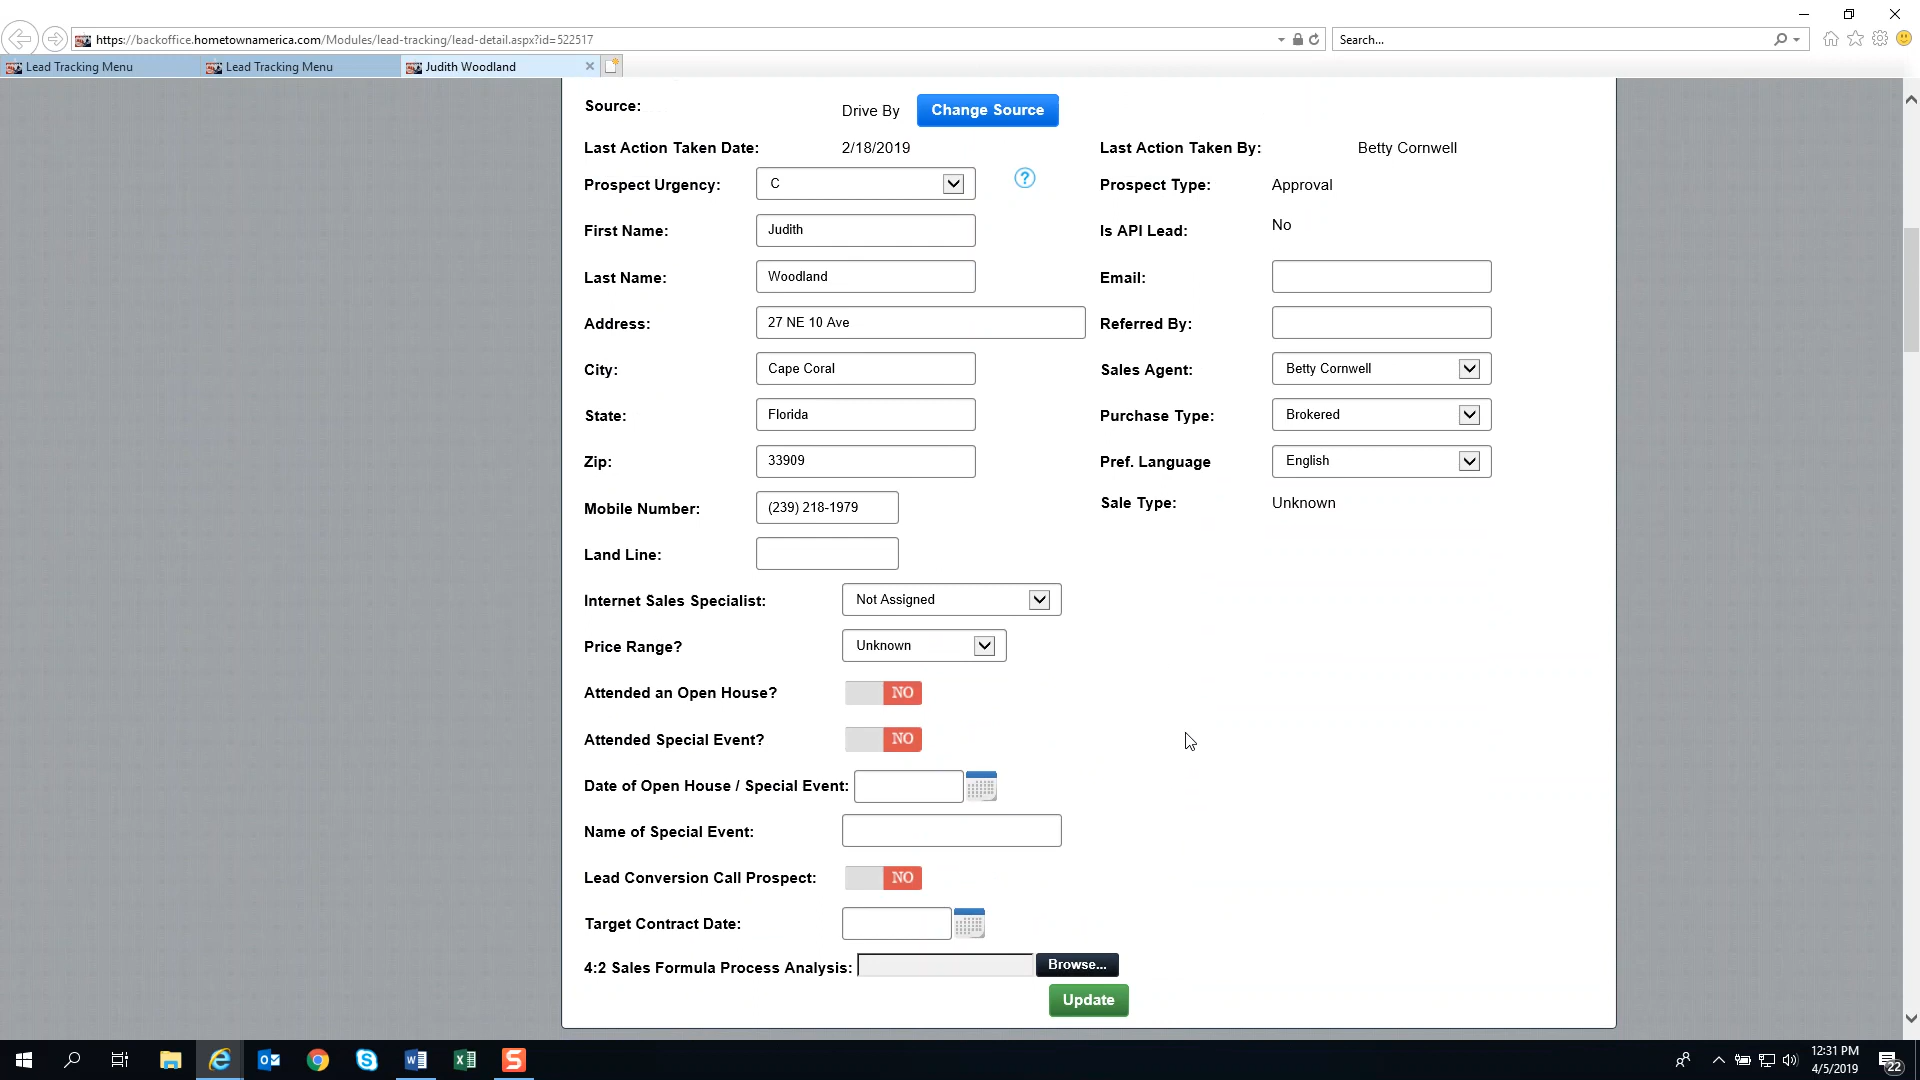 https://backoffice.hometownamerica.com/Modules/lead-tracking/lead-detail.aspx?id=522517
Search...
Lead Tracking Menu
Lead Tracking Menu
Judith Woodland
Source:
Drive By
Change Source
Last Action Taken Date:
2/18/2019
Last Action Taken By:
Betty Cornwell
Prospect Urgency:
C
?
Prospect Type:
Approval
First Name:
Judith
Is API Lead:
No
Last Name:
Woodland
Email:
Address:
27 NE 10 Ave
Referred By:
City:
Cape Coral
Sales Agent:
Betty Cornwell
State:
Florida
Purchase Type:
Brokered
Zip:
33909
Pref. Language
English
Mobile Number:
(239) 218-1979
Sale Type:
Unknown
Land Line:
Internet Sales Specialist:
Not Assigned
Price Range?
Unknown
Attended an Open House?
NO
Attended Special Event?
NO
Date of Open House / Special Event:
Name of Special Event:
Lead Conversion Call Prospect:
NO
Target Contract Date:
4:2 Sales Formula Process Analysis:
Browse...
Update
12:31 PM
4/5/2019
22